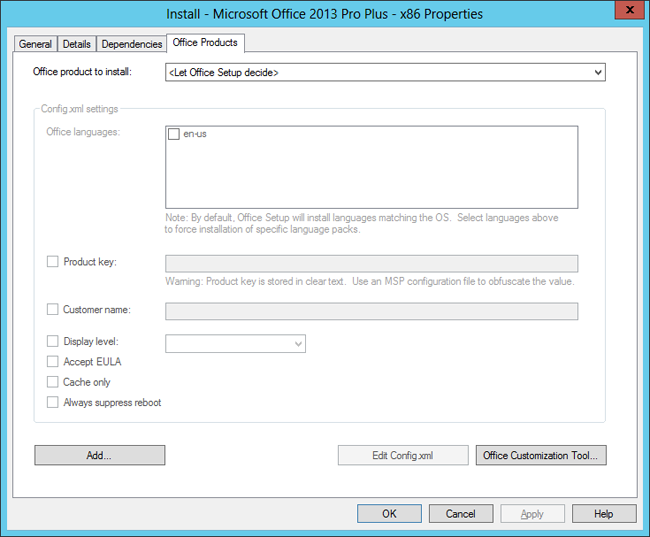 Install - Microsoft Office 2013 Pro Plus - x86 Properties
x
General Details Dependencies Office Products
Office product to install: <Let Office Setup decide>
Config.xml settings
Office languages: en-us
Note: By default, Office Setup will install languages matching the OS. Select languages above
to force installation of specific language packs.
Product key:
Warning: Product key is stored in clear text. Use an MSP configuration file to obfuscate the value.
Customer name:
Display level:
Accept EULA
Cache only
Always suppress reboot
Add... Edit Config.xml Office Customization Tool...
OK Cancel Apply Help